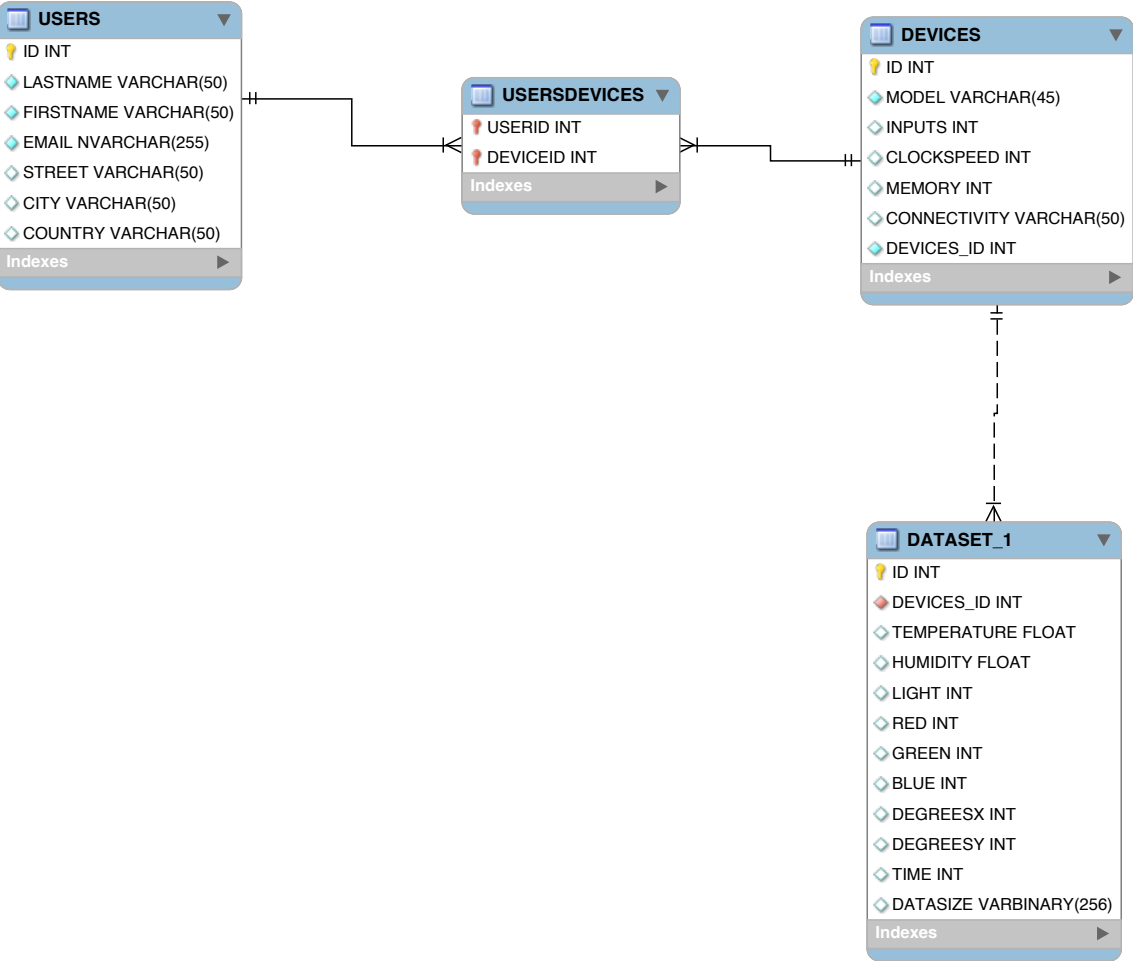 USERS
ID INT
LASTNAME VARCHAR(50)
FIRSTNAME VARCHAR(50)
EMAIL NVARCHAR(255)
STREET VARCHAR(50)
CITY VARCHAR(50)
COUNTRY VARCHAR(50)
Indexes
USERSDEVICES
USERID INT
DEVICEID INT
Indexes
DEVICES
ID INT
MODEL VARCHAR(45)
INPUTS INT
CLOCKSPEED INT
MEMORY INT
CONNECTIVITY VARCHAR(50)
DEVICES_ID INT
Indexes
DATASET_1
ID INT
DEVICES_ID INT
TEMPERATURE FLOAT
HUMIDITY FLOAT
LIGHT INT
RED INT
GREEN INT
BLUE INT
DEGREESX INT
DEGREESY INT
TIME INT
DATASIZE VARBINARY(256)
Indexes